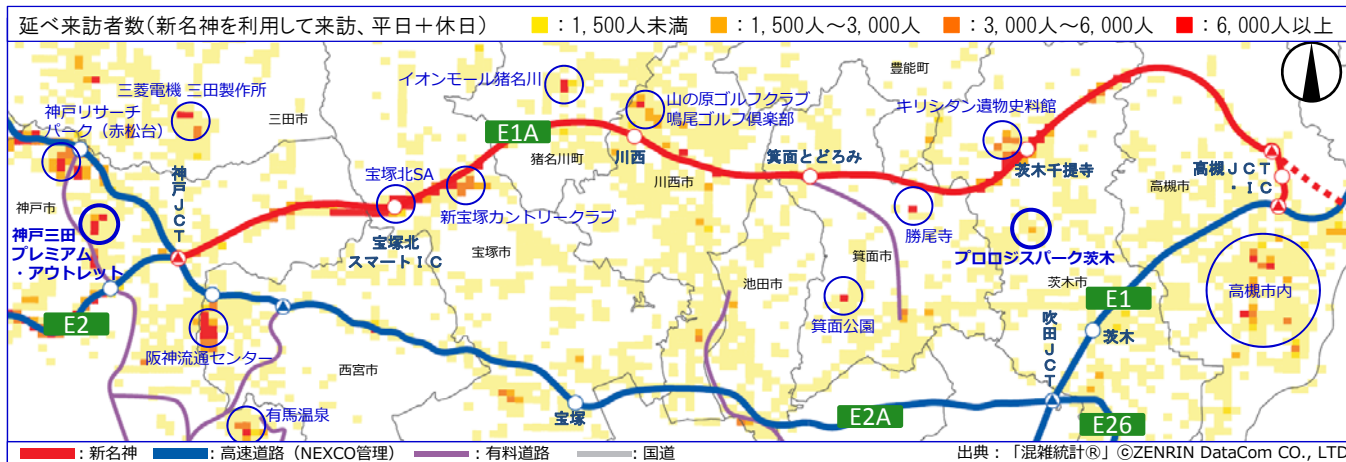 延べ来訪者数（新名神を利用して来訪、平日＋休日） ：1,500人未満 ：1,500人～3,000人 ：3,000人～6,000人 ：6,000人以上
三菱電機 三田製作所
神戸リサーチ
パーク（赤松台）
三田市
イオンモール猪名川
山の原ゴルフクラブ
鳴尾ゴルフ倶楽部
豊能町
キリシタン遺物史料館
E1A
猪名川町
川西
箕面とどろみ
茨木千提寺
高槻市
高槻ＪＣＴ
・ＩＣ
神戸JCT
宝塚北SA
川西市
神戸市
新宝塚カントリークラブ
勝尾寺
神戸三田
プレミアム
・アウトレット
宝塚北
スマートＩＣ
宝塚市
箕面市
プロロジスパーク茨木
池田市
茨木市
E2
箕面公園
E1
高槻市内
吹田JCT
茨木
阪神流通センター
西宮市
有馬温泉
宝塚
E2A
E26
：新名神 ：高速道路（NEXCO管理） ：有料道路 ：国道 出典：「混雑統計®」©ZENRIN DataCom CO., LTD